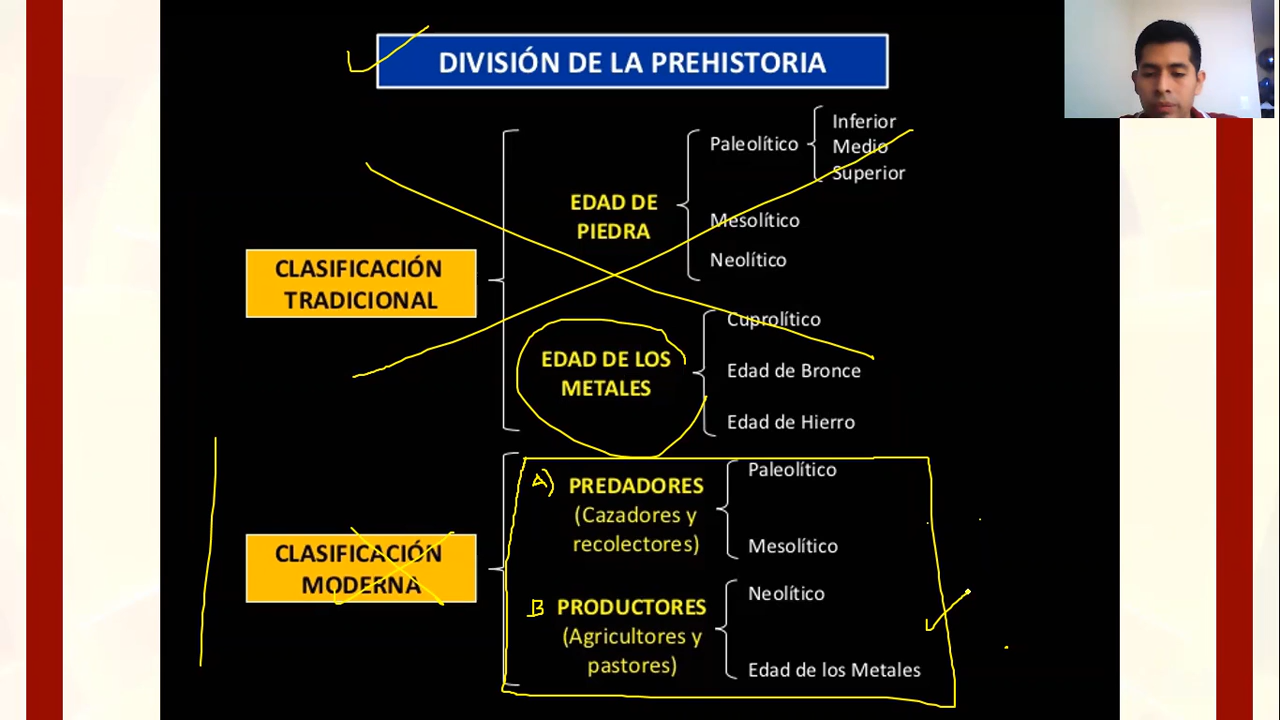 DIVISIÓN DE LA PREHISTORIA
CLASIFICACIÓN
TRADICIONAL
EDAD DE
PIEDRA
Paleolítico
Inferior
Medio
Superior
Mesolítico
Neolítico
EDAD DE LOS
METALES
Cuprolítico
Edad de Bronce
Edad de Hierro
CLASIFICACIÓN
MODERNA
A) PREDADORES
(Cazadores y
recolectores)
Paleolítico
Mesolítico
B PRODUCTORES
(Agricultores y
pastores)
Neolítico
Edad de los Metales